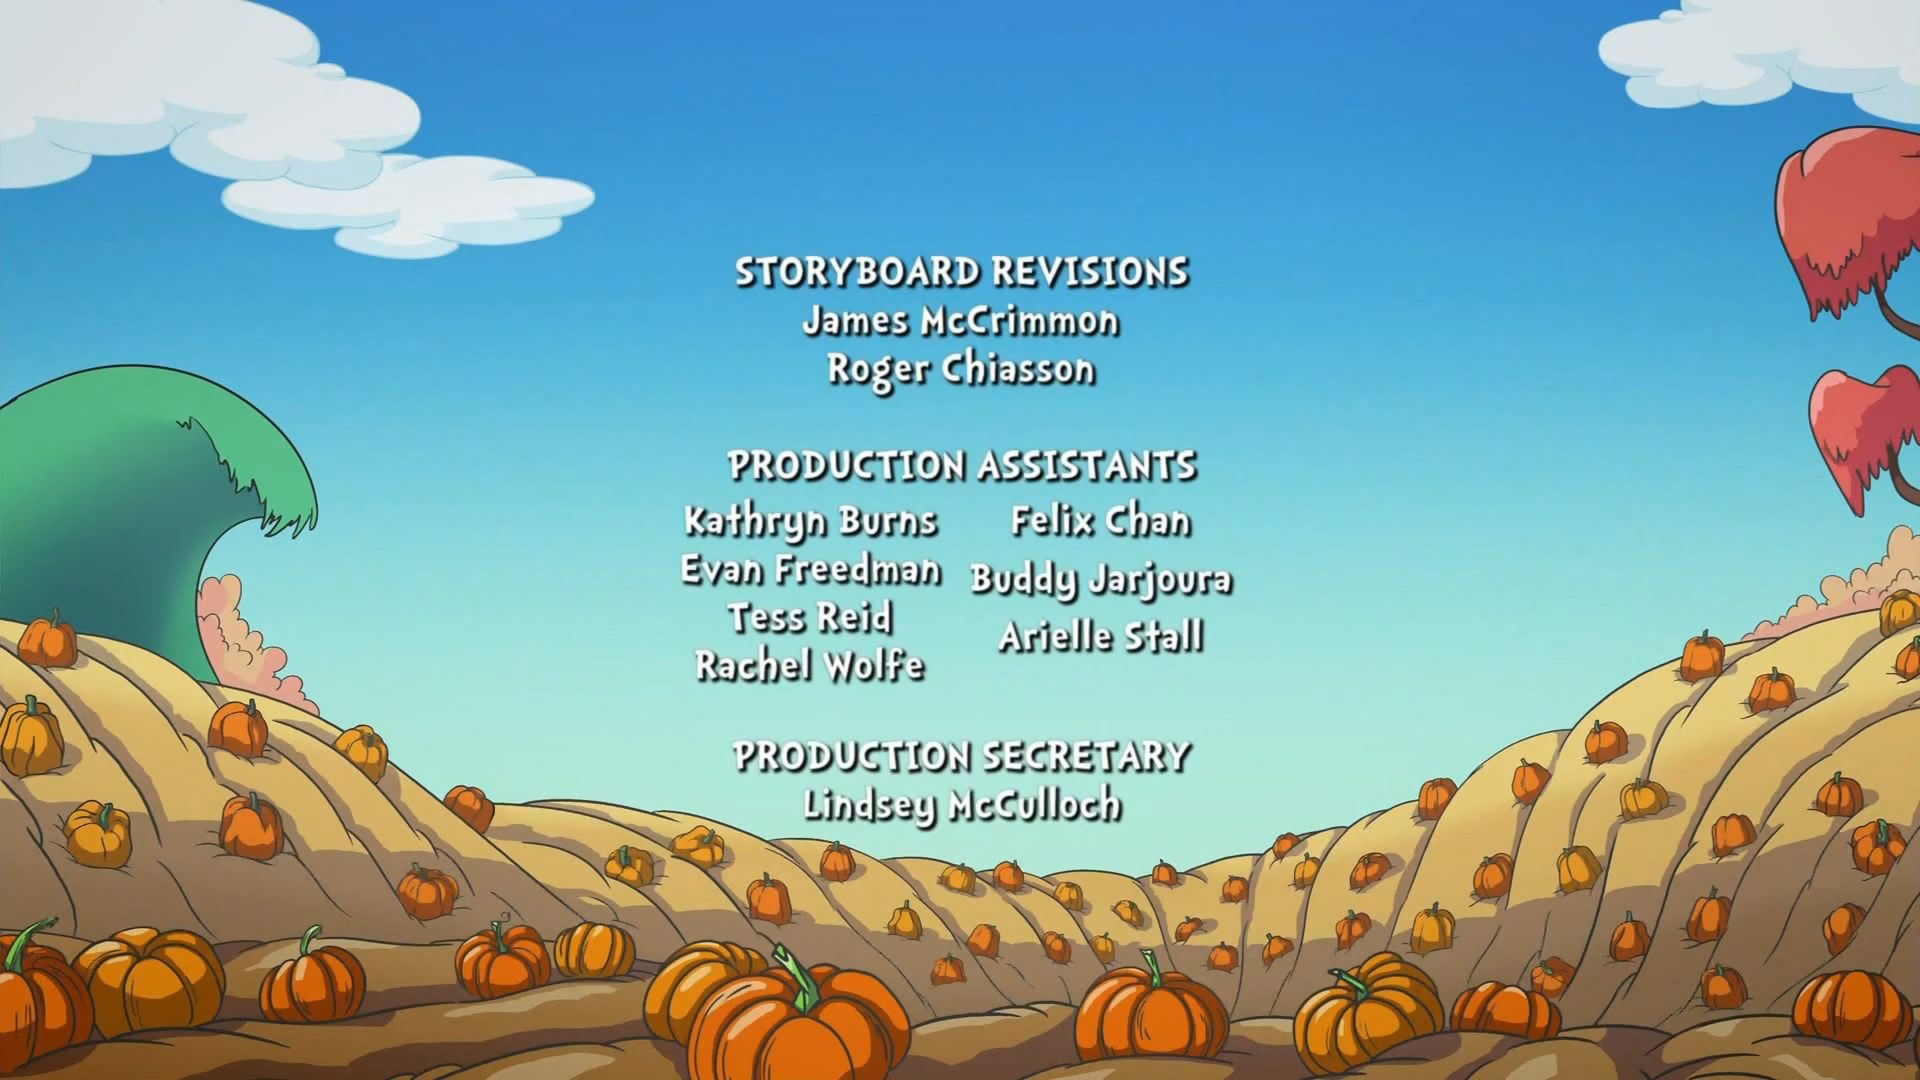 STORYBOARD REVISIONS
James McCrimmon
Roger Chiasson
PRODUCTION ASSISTANTS
Kathryn Burns
Evan Freedman
Tess Reid
Rachel Wolfe
Felix Chan
Buddy Jarjoura
Arielle Stall
PRODUCTION SECRETARY
Lindsey McCulloch